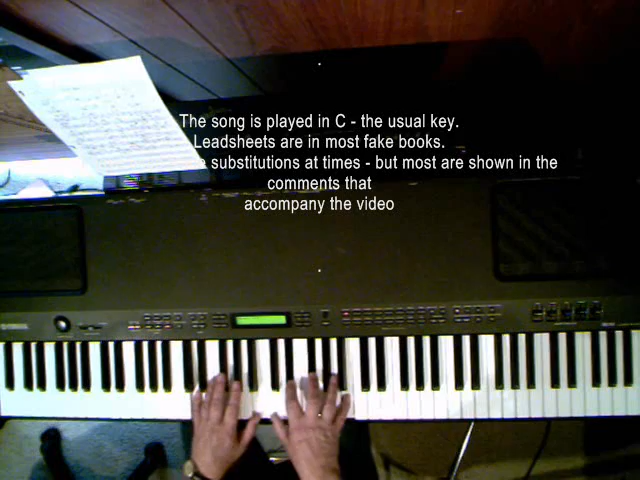 The song is played in C - the usual key.
Leadsheets are in most fake books.
substitutions at times - but most are shown in the
comments that
accompany the video